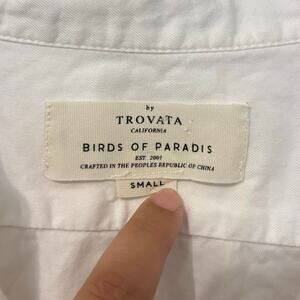 by
TROVATA
CALIFORNIA
BIRDS OF PARADIS
EST 2001
CRAFTED IN THE PEOPLES REPUBLIC OF CHINA
SMALL